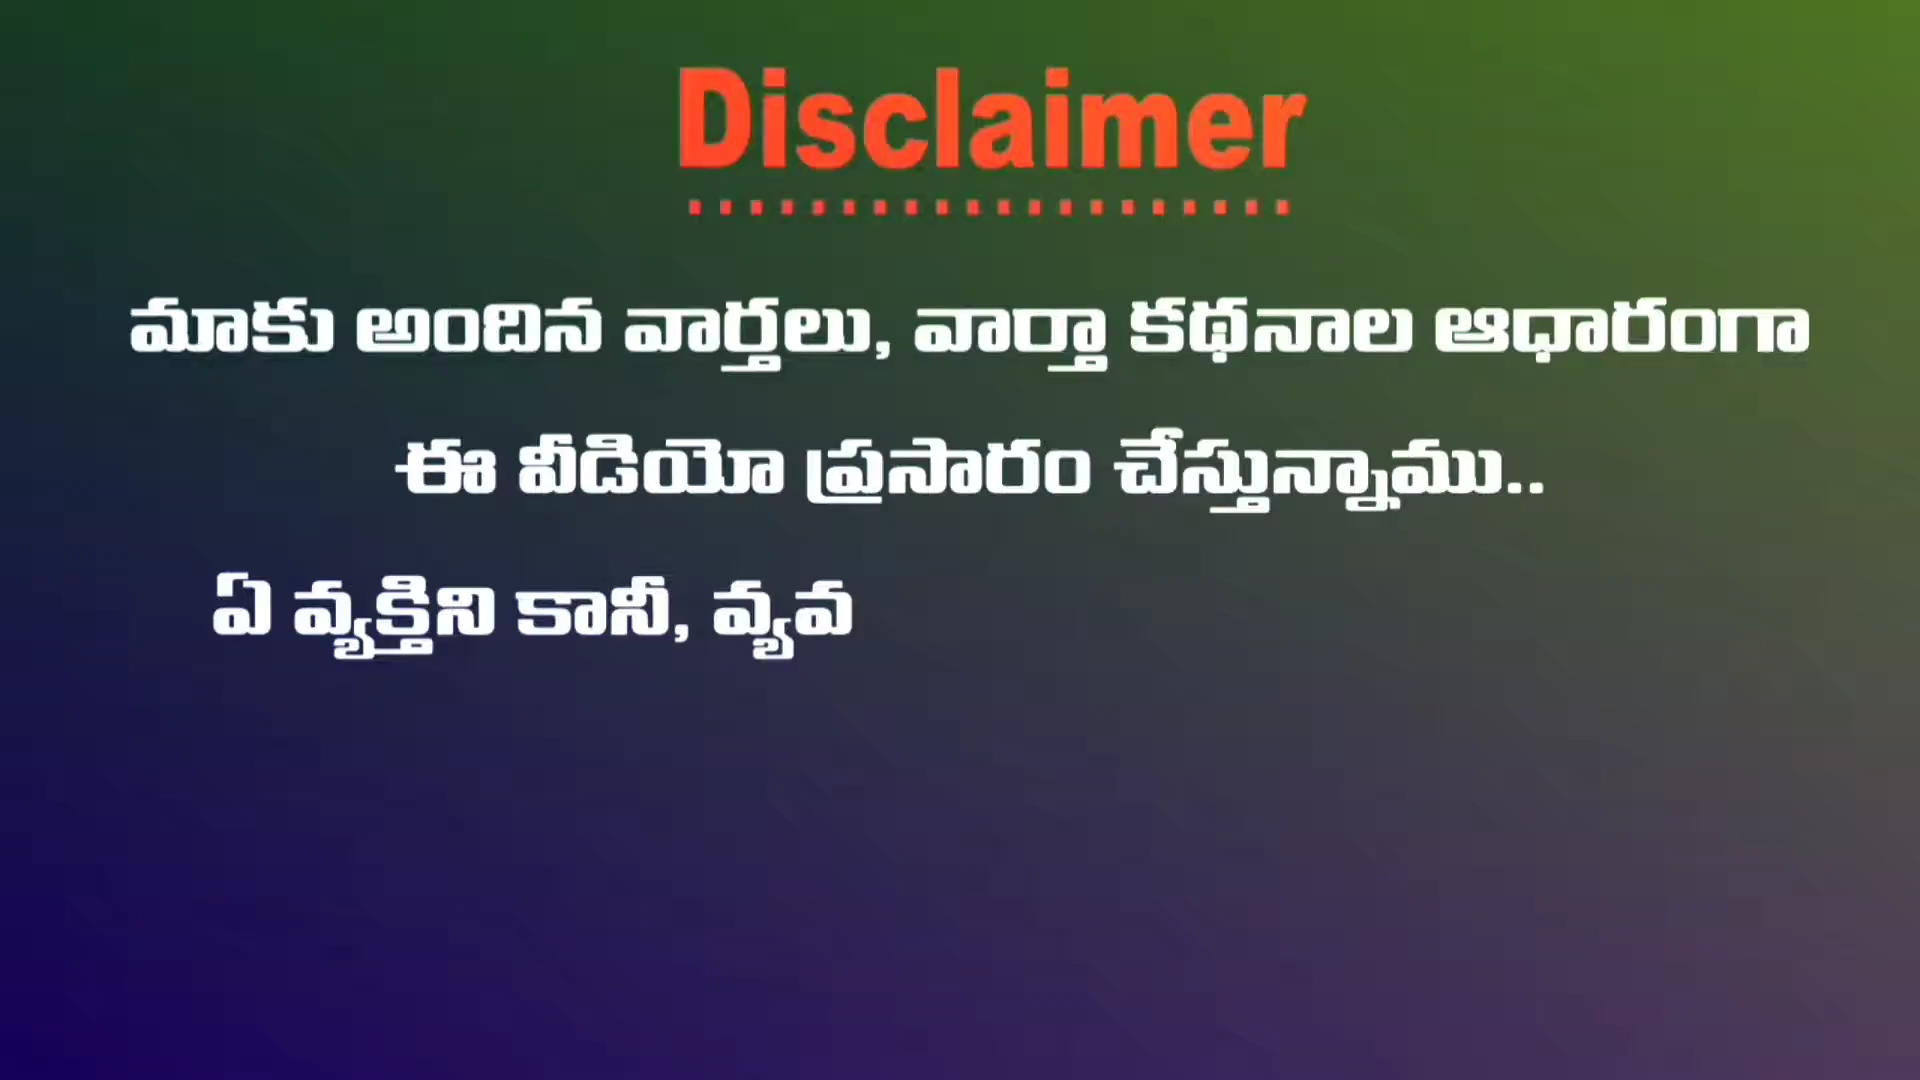 Disclaimer
మాకు అందిన వార్తలు, వార్తా కథనాల ఆధారంగా
ఈ వీడియో ప్రసారం చేస్తున్నాము..
ఏ వ్యక్తిని కానీ, వ్యవ